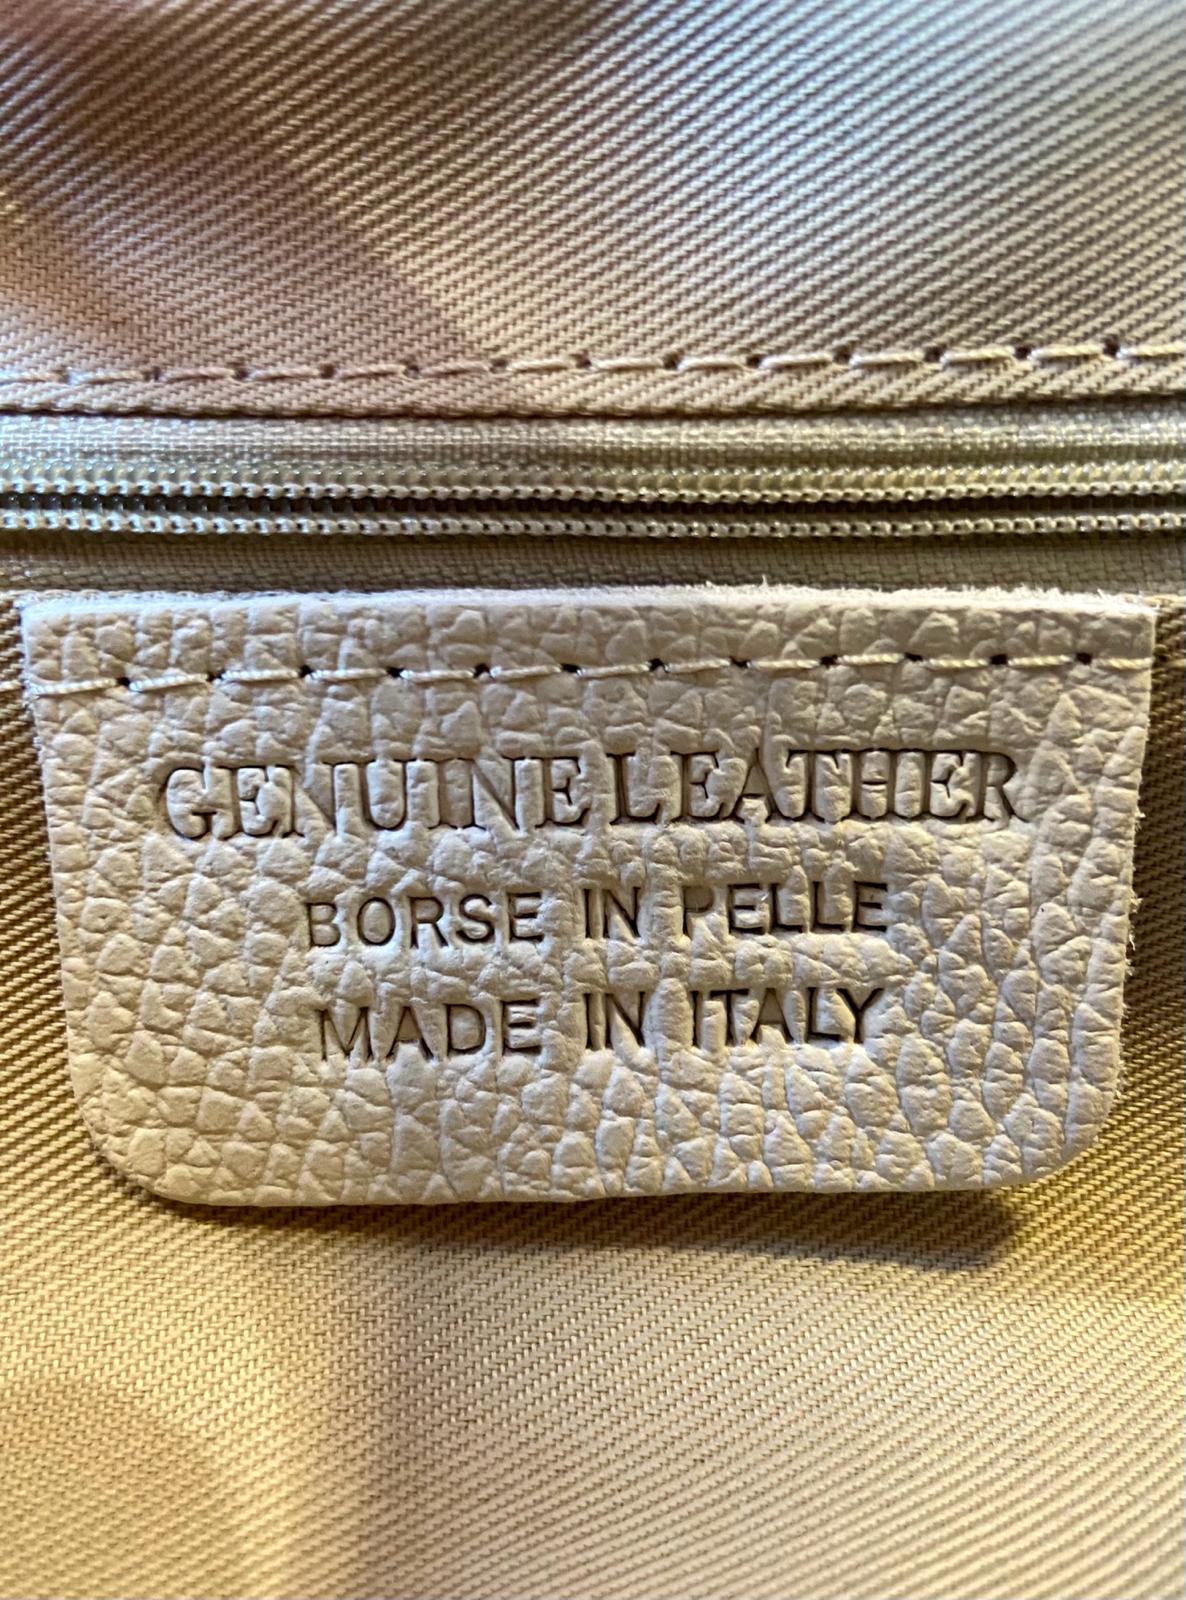 GENUINE LEATHER
BORSE IN PELLE
MADE IN ITALY